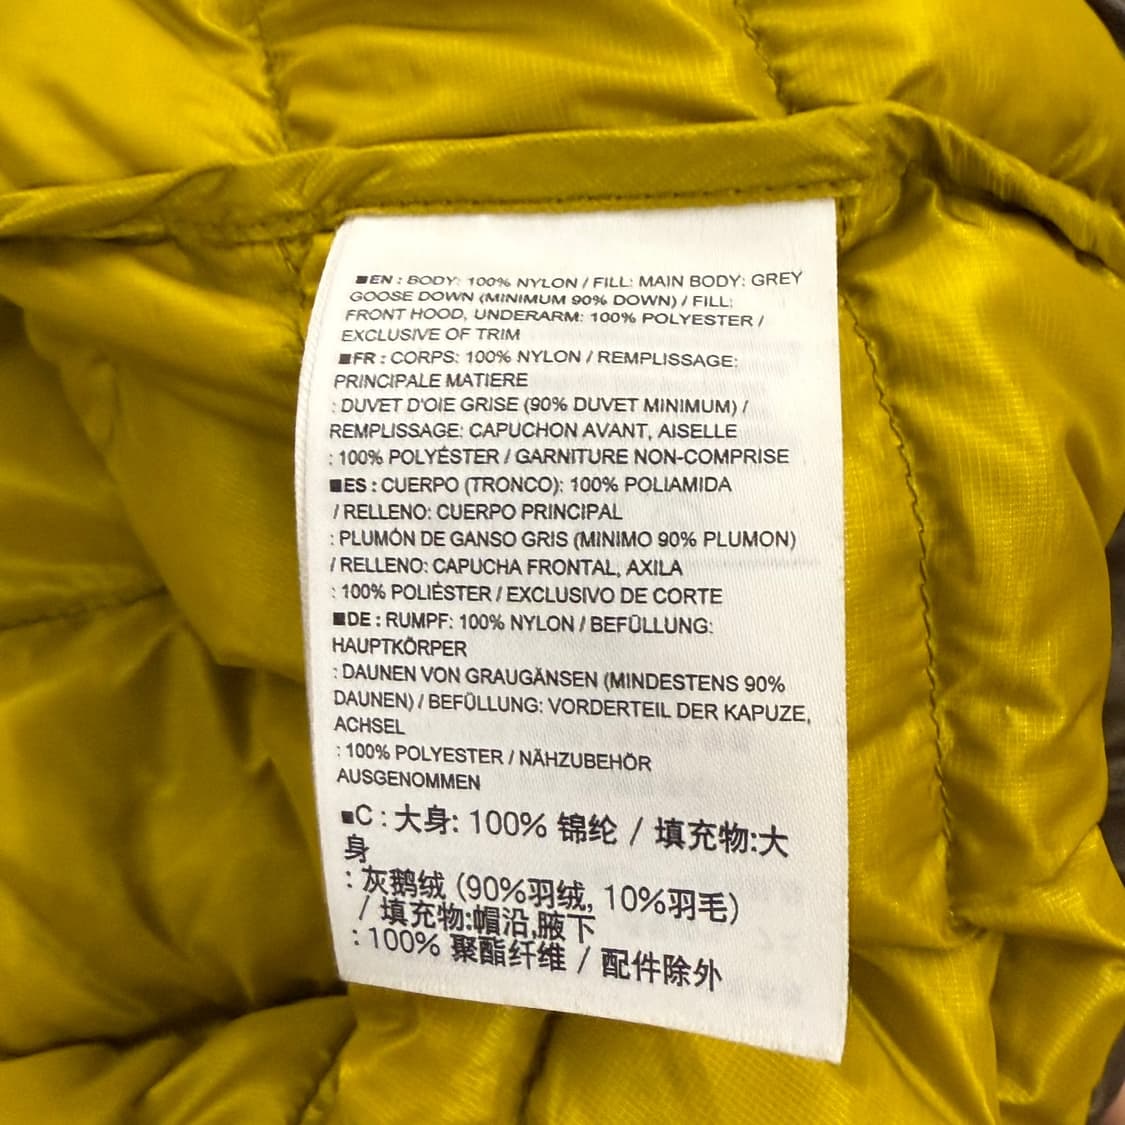 ■EN : BODY: 100% NYLON / FILL: MAIN BODY: GREY
GOOSE DOWN (MINIMUM 90% DOWN) / FILL:
FRONT HOOD, UNDERARM: 100% POLYESTER /
EXCLUSIVE OF TRIM
■FR : CORPS: 100% NYLON / REMPLISSAGE:
PRINCIPALE MATIERE
: DUVET D'OIE GRISE (90% DUVET MINIMUM) /
REMPLISSAGE: CAPUCHON AVANT, AISELLE
: 100% POLYÉSTER / GARNITURE NON-COMPRISE
■ES : CUERPO (TRONCO): 100% POLIAMIDA
/ RELLENO: CUERPO PRINCIPAL
: PLUMÓN DE GANSO GRIS (MINIMO 90% PLUMON)
/ RELLENO: CAPUCHA FRONTAL, AXILA
: 100% POLIÉSTER / EXCLUSIVO DE CORTE
■DE : RUMPF: 100% NYLON / BEFÜLLUNG:
HAUPTKÖRPER
: DAUNEN VON GRAUGÄNSEN (MINDESTENS 90%
DAUNEN) / BEFÜLLUNG: VORDERTEIL DER KAPUZE,
ACHSEL
: 100% POLYESTER / NÄHZUBEHÖR
AUSGENOMMEN
■C : 大身: 100% 锦纶 / 填充物:大
身
: 灰鹅绒 (90%羽绒, 10%羽毛)
/ 填充物:帽沿,腋下
: 100% 聚酯纤维 / 配件除外